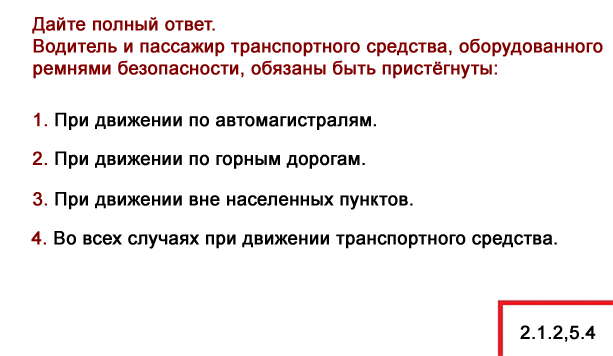 Дайте полный ответ.
Водитель и пассажир транспортного средства, оборудованного
ремнями безопасности, обязаны быть пристёгнуты:
1. При движении по автомагистралям.
2. При движении по горным дорогам.
3. При движении вне населенных пунктов.
4. Во всех случаях при движении транспортного средства.
2.1.2,5.4